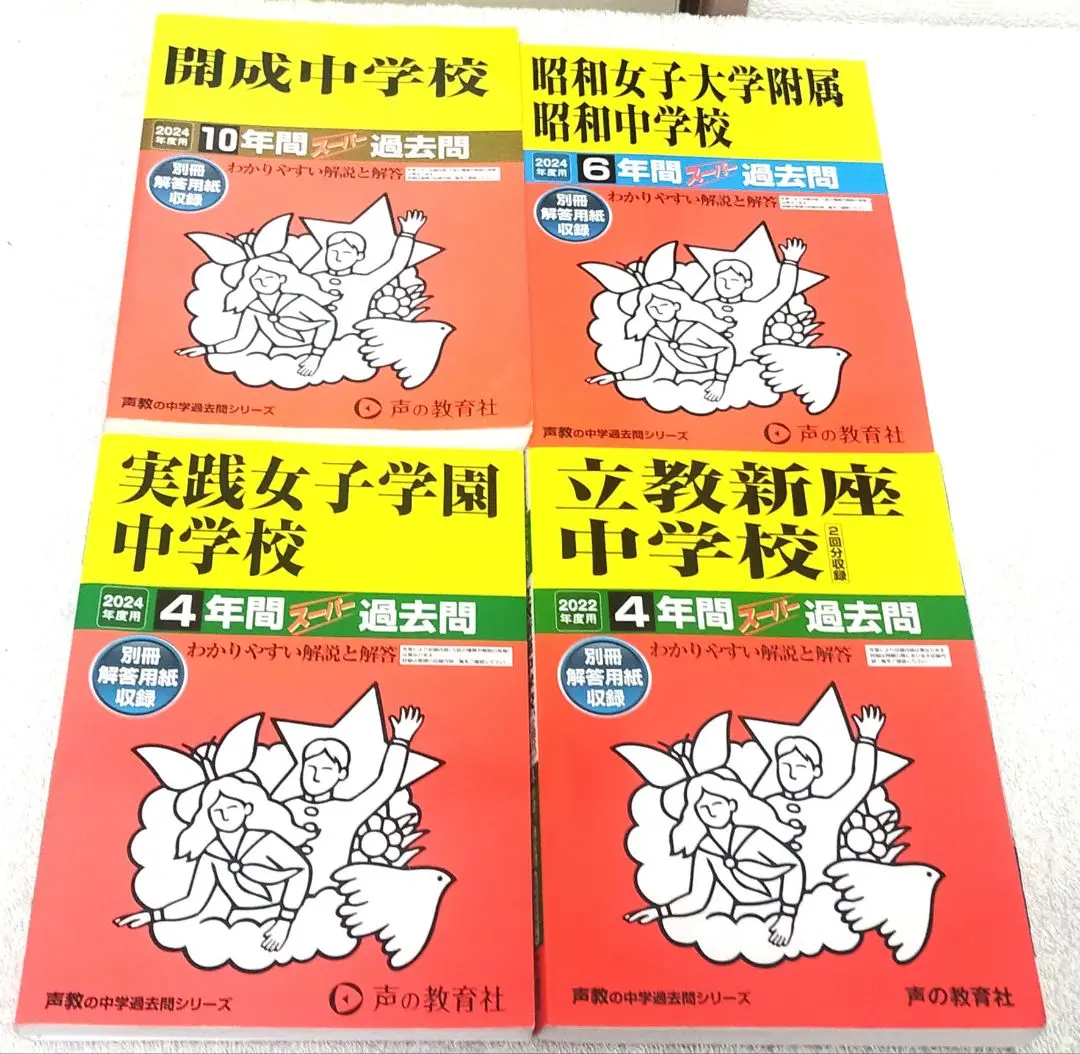 開成中学校
2024
年度用
10年間スーパー過去問
別冊
解答用紙
収録
わかりやすい解説と解答
声教の中学過去問シリーズ
声の教育社
昭和女子大学附属
昭和中学校
2024
年度用
6年間スーパー過去問
別冊
解答用紙
収録
わかりやすい解説と解答
声教の中学過去問シリーズ
声の教育社
実践女子学園
中学校
2024
年度用
4年間スーパー過去問
別冊
解答用紙
収録
わかりやすい解説と解答
声教の中学過去問シリーズ
声の教育社
立教新座
中学校
2回分収録
2022
年度用
4年間スーパー過去問
別冊
解答用紙
収録
わかりやすい解説と解答
声教の中学過去問シリーズ
声の教育社